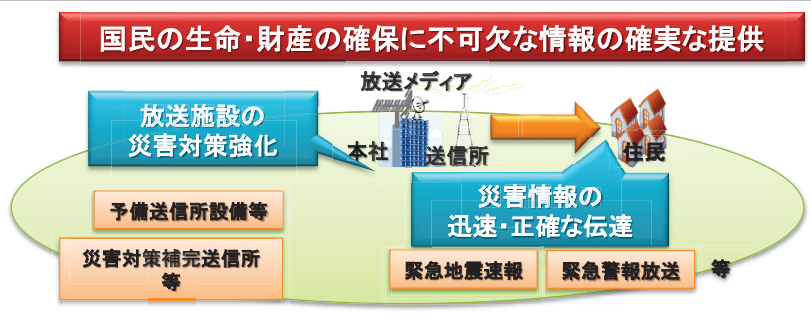 国民の生命・財産の確保に不可欠な情報の確実な提供
放送メディア
放送施設の
災害対策強化
本社
送信所
住民
災害情報の
迅速・正確な伝達
予備送信所設備等
災害対策補完送信所
等
緊急地震速報
緊急警報放送
等